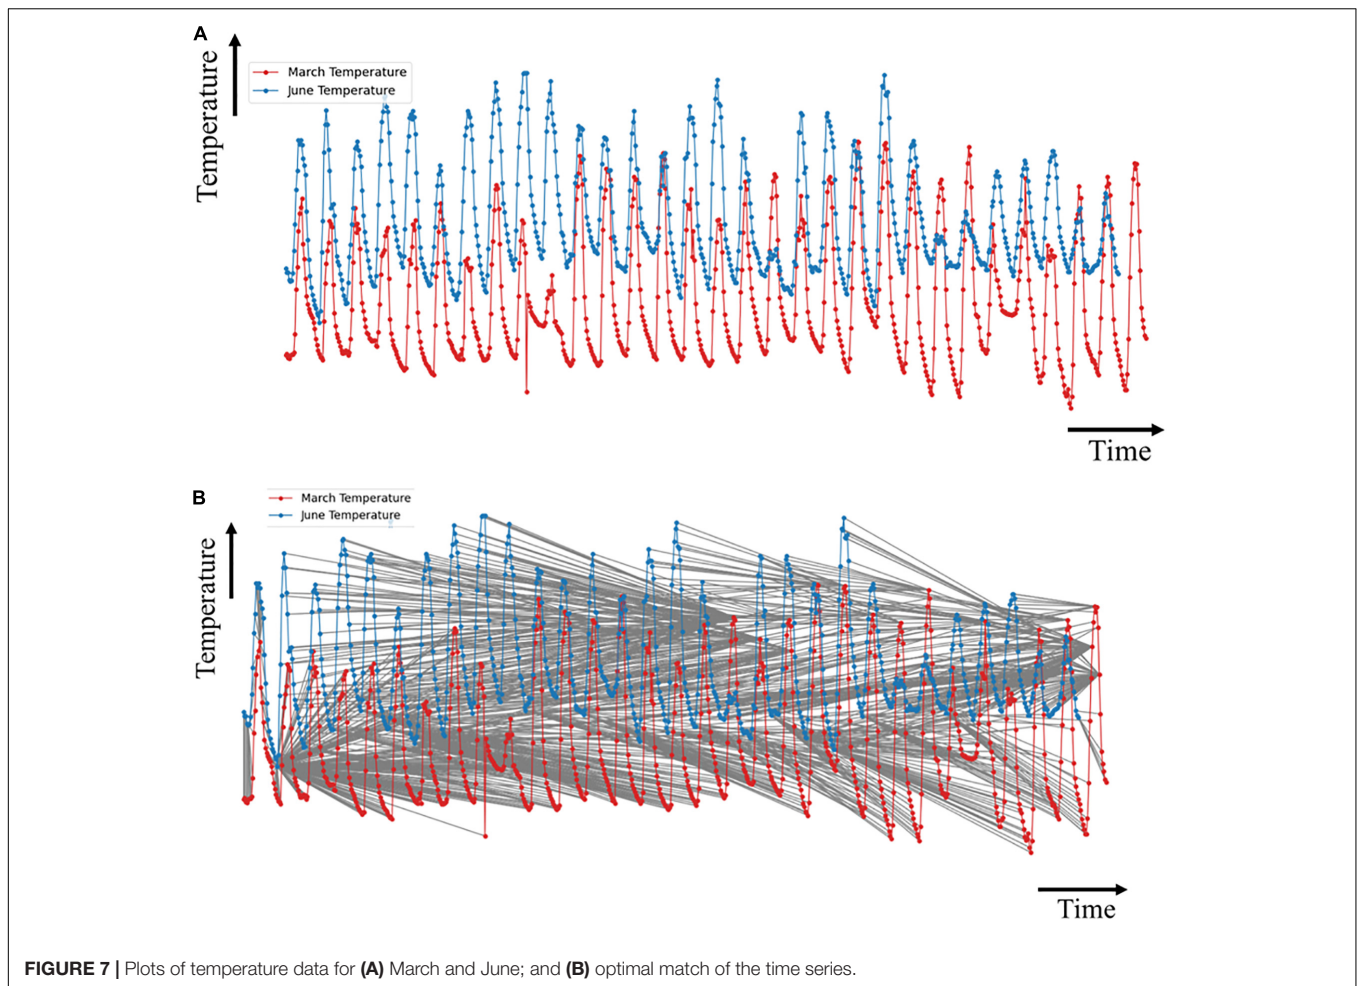 A
Temperature
March Temperature
June Temperature
Time
B
Temperature
March Temperature
June Temperature
Time
FIGURE 7 | Plots of temperature data for (A) March and June; and (B) optimal match of the time series.